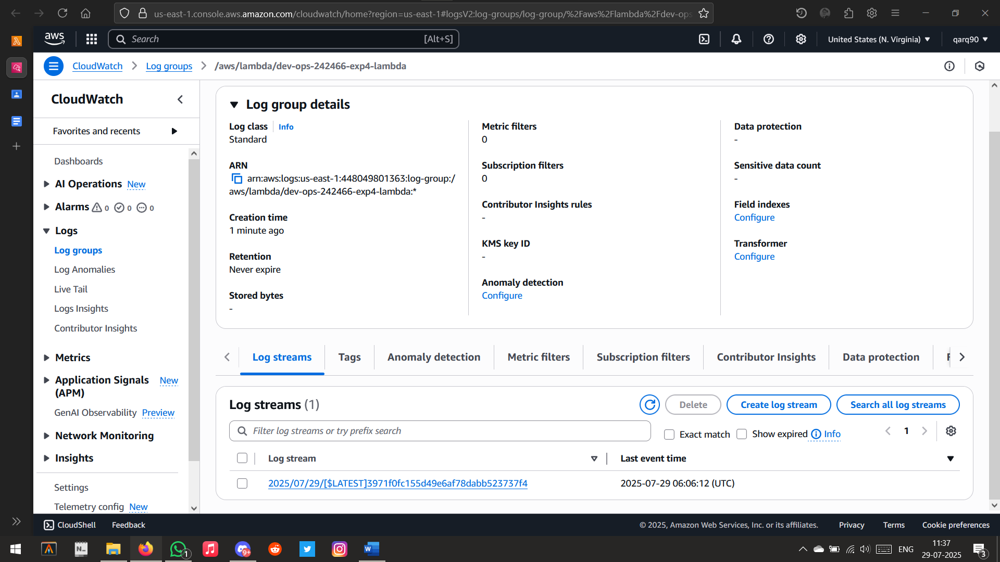 us-east-1.console.aws.amazon.com/cloudwatch/home?region=us-east-1#logsV2:log-groups/log-group/%2Faws%2Flambda%2Fdev-ops
aws
Search [Alt+S]
United States (N. Virginia)
qarq90
CloudWatch
Log groups
/aws/lambda/dev-ops-242466-exp4-lambda
CloudWatch
Favorites and recents
Dashboards
AI Operations New
Alarms 0 0 0
Logs
Log groups
Log Anomalies
Live Tail
Logs Insights
Contributor Insights
Metrics
Application Signals New
(APM)
GenAI Observability Preview
Network Monitoring
Insights
Settings
Telemetry config New
Log group details
Log class Info
Standard
ARN
arn:aws:logs:us-east-1:448049801363:log-group:/
aws/lambda/dev-ops-242466-exp4-lambda:*
Creation time
1 minute ago
Retention
Never expire
Stored bytes
-
Metric filters
0
Subscription filters
0
Contributor Insights rules
-
KMS key ID
-
Anomaly detection
Configure
Data protection
-
Sensitive data count
-
Field indexes
Configure
Transformer
Configure
Log streams
Tags
Anomaly detection
Metric filters
Subscription filters
Contributor Insights
Data protection
Log streams (1)
Delete
Create log stream
Search all log streams
Filter log streams or try prefix search
Exact match
Show expired
Info
1
Log stream
Last event time
2025/07/29/[$LATEST]3971f0fc155d49e6af78dabb523737f4
2025-07-29 06:06:12 (UTC)
CloudShell
Feedback
© 2025, Amazon Web Services, Inc. or its affiliates.
Privacy
Terms
Cookie preferences
N_
1
9+
W
ENG
11:37
29-07-2025
3